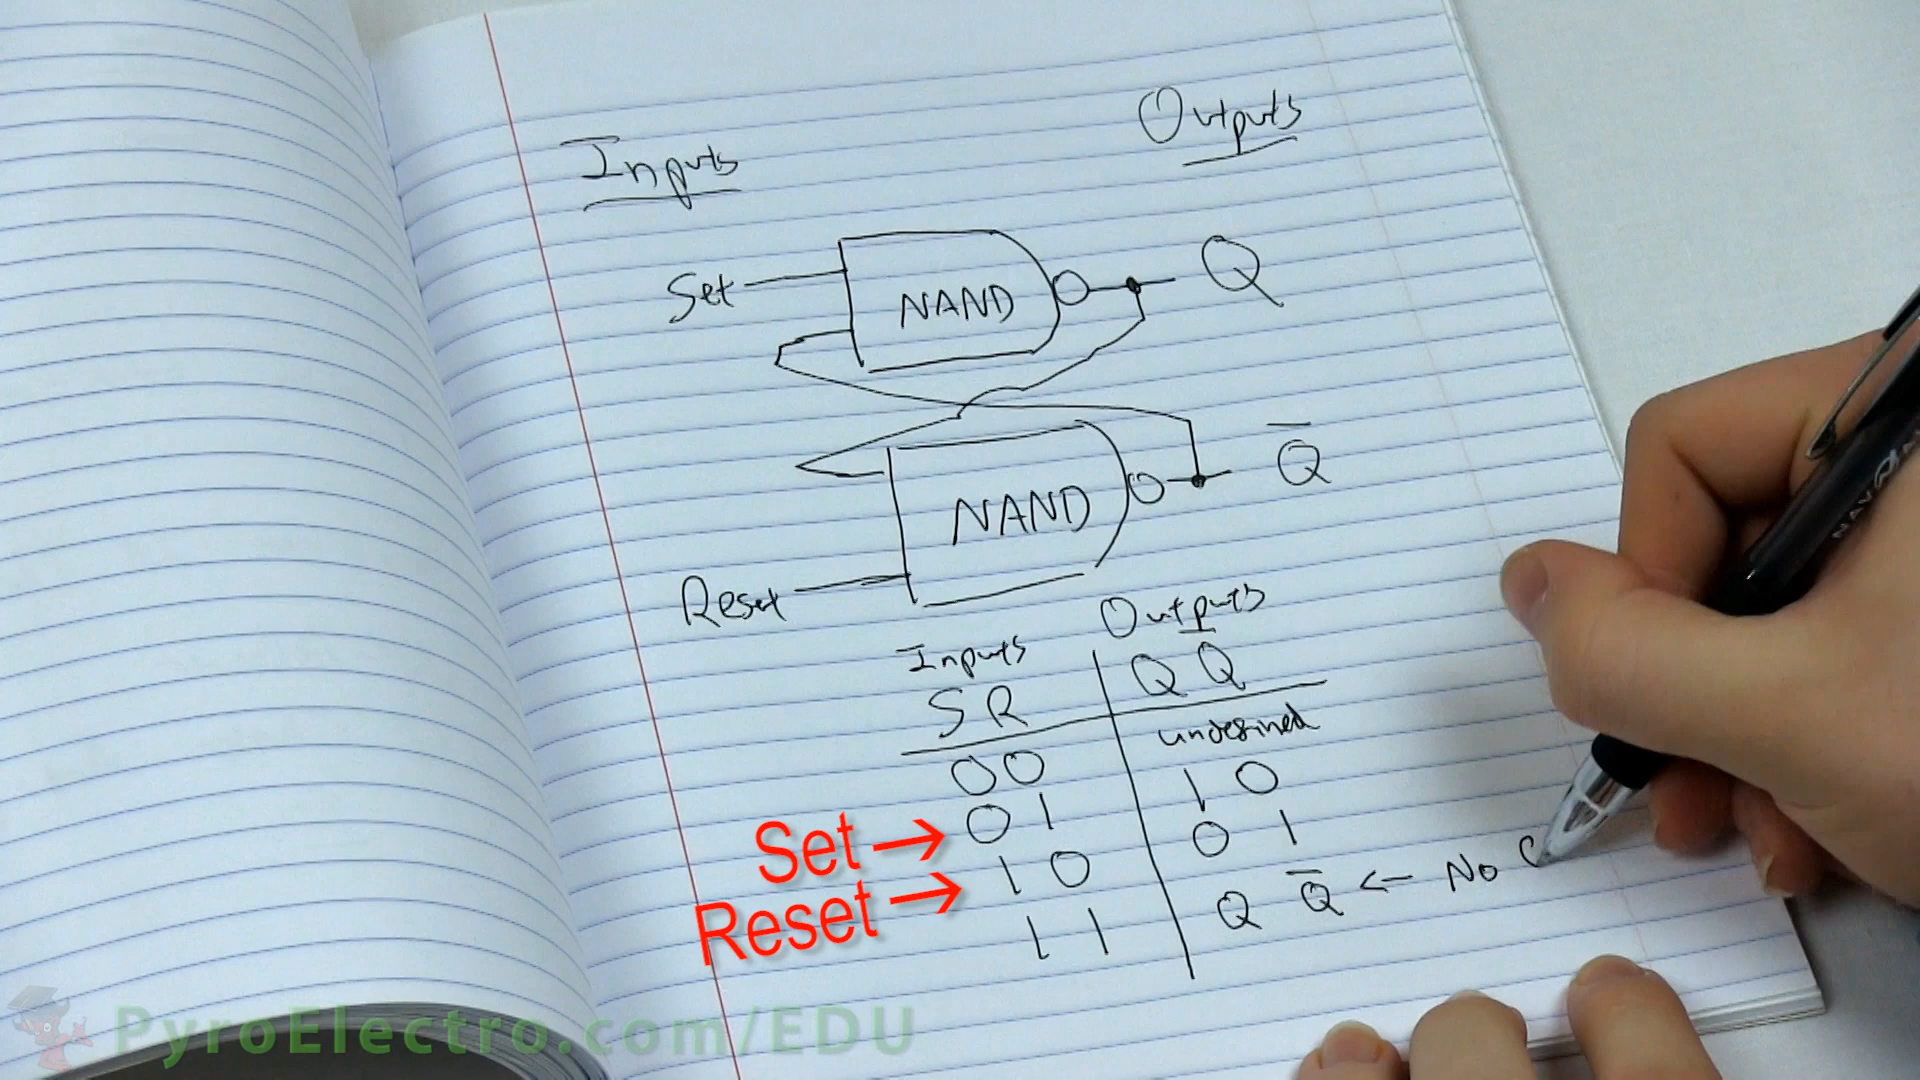 Inputs
Outputs
Set
NAND
Q
NAND
Q̅
Reset
Inputs
Outputs
S R
Q Q
0 0
undefined
0 1
1 0
Set →
1 0
0 1
Reset →
1 1
Q Q̅ ← No C
PyroElectro.com/EDU